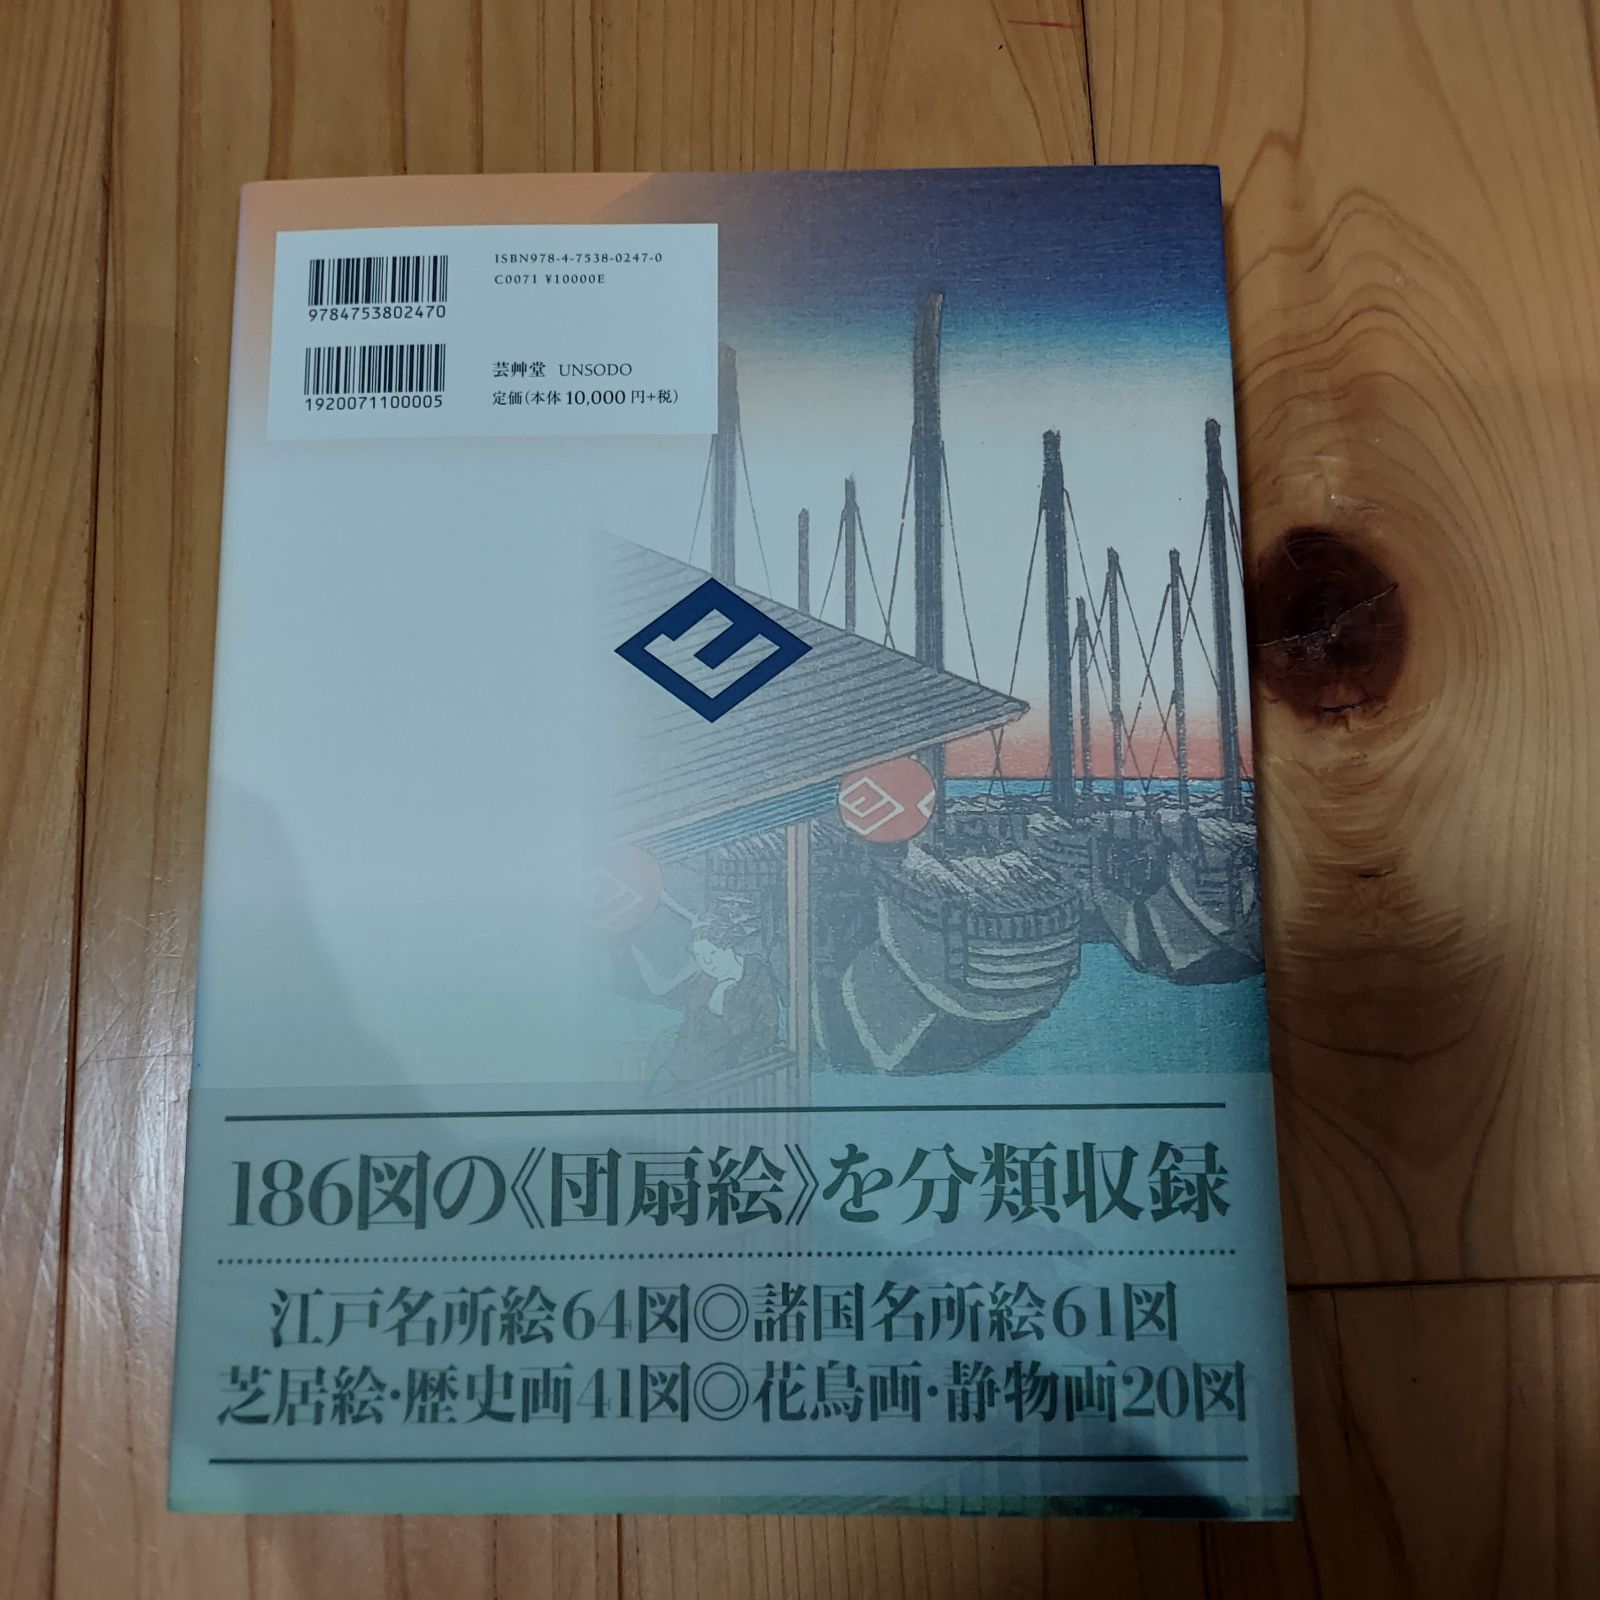 ISBN978-4-7538-0247-0
C0071 ¥10000E
9784753802470
1920071100005
芸艸堂 UNSODO
定価(本体10,000円+税)
186図の《団扇絵》を分類収録
江戸名所絵64図◎諸国名所絵61図
芝居絵・歴史画41図◎花鳥画・静物画20図